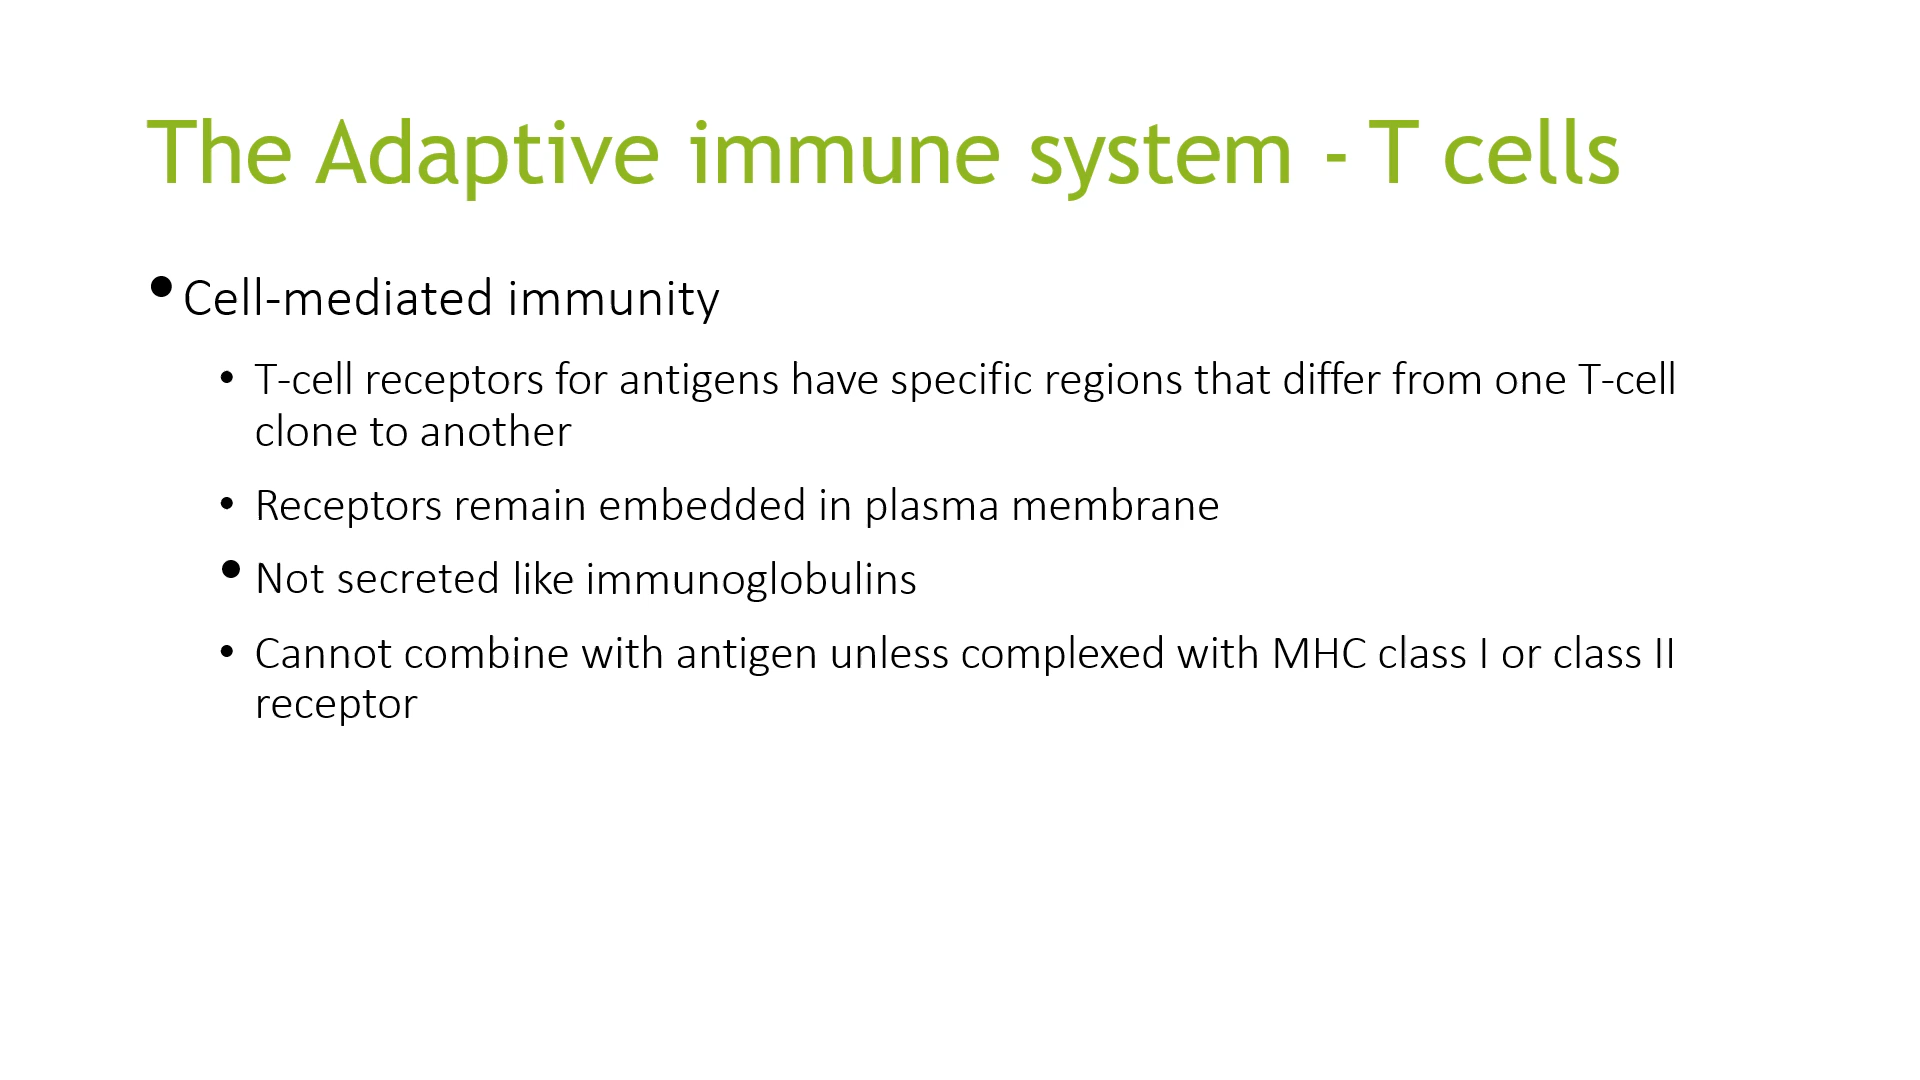 The Adaptive immune system - T cells
• Cell-mediated immunity
• T-cell receptors for antigens have specific regions that differ from one T-cell
clone to another
• Receptors remain embedded in plasma membrane
• Not secreted like immunoglobulins
• Cannot combine with antigen unless complexed with MHC class I or class II
receptor